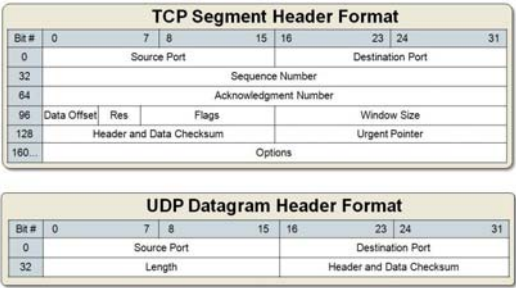 TCP Segment Header Format
Bit # 0 7 8 15 16 23 24 31
0 Source Port Destination Port
32 Sequence Number
64 Acknowledgment Number
96 Data Offset Res Flags Window Size
128 Header and Data Checksum Urgent Pointer
160... Options
UDP Datagram Header Format
Bit # 0 7 8 15 16 23 24 31
0 Source Port Destination Port
32 Length Header and Data Checksum